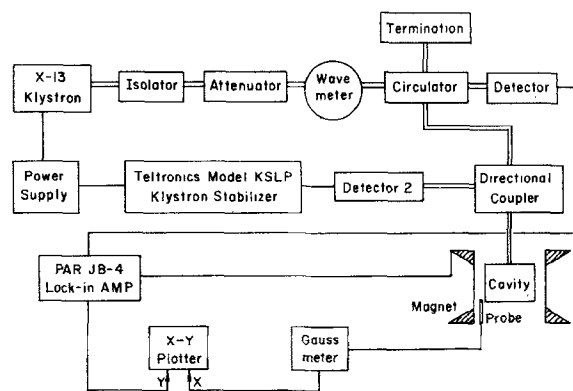 Termination
X-13
Klystron
Isolator
Attenuator
Wave
meter
Circulator
Detector
Power
Supply
Teltronics Model KSLP
Klystron Stabilizer
Detector 2
Directional
Coupler
PAR JB-4
Lock-in AMP
Magnet
Cavity
Probe
X-Y
Plotter
Gauss
meter
Y
X